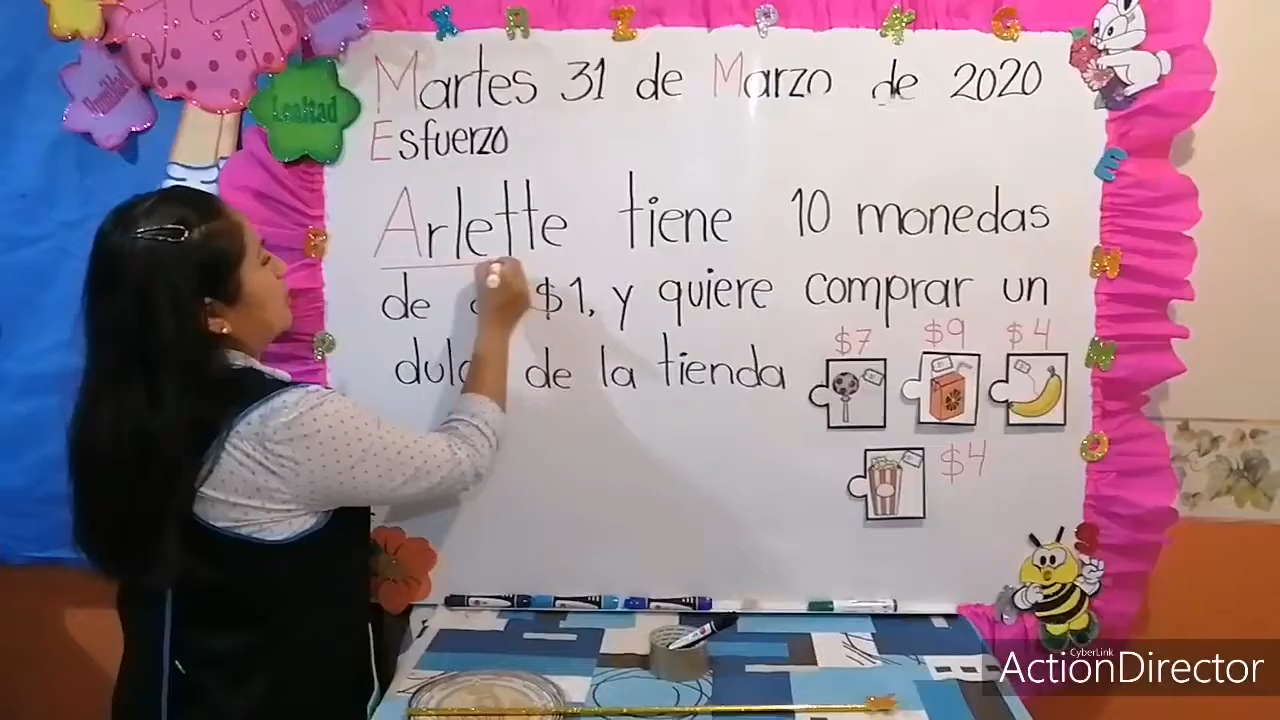 Humildad
Lealtad
Martes 31 de Marzo de 2020
Esfuerzo
Arlette tiene 10 monedas
de $1, y quiere comprar un
de la tienda
$7 $9 $4
$4
CyberLink
ActionDirector